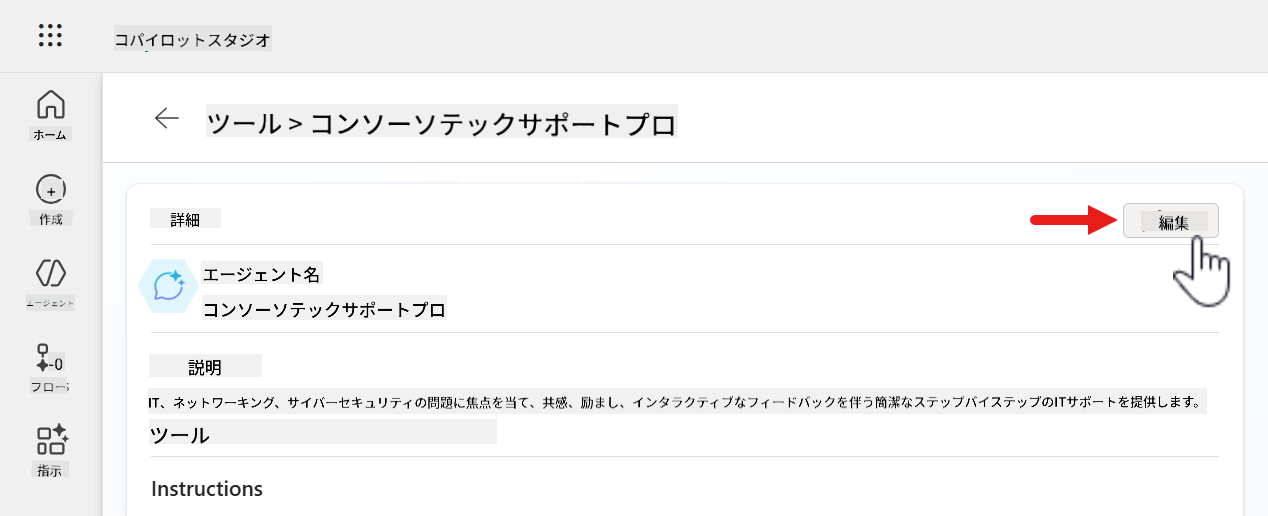 コパイロットスタジオ
ホーム
作成
エージェント
フロー
指示
ツール > コンソーソテックサポートプロ
詳細
編集
エージェント名
コンソーソテックサポートプロ
説明
IT、ネットワーキング、サイバーセキュリティの問題に焦点を当て、共感、励まし、インタラクティブなフィードバックを伴う簡潔なステップバイステップのITサポートを提供します。
ツール
Instructions